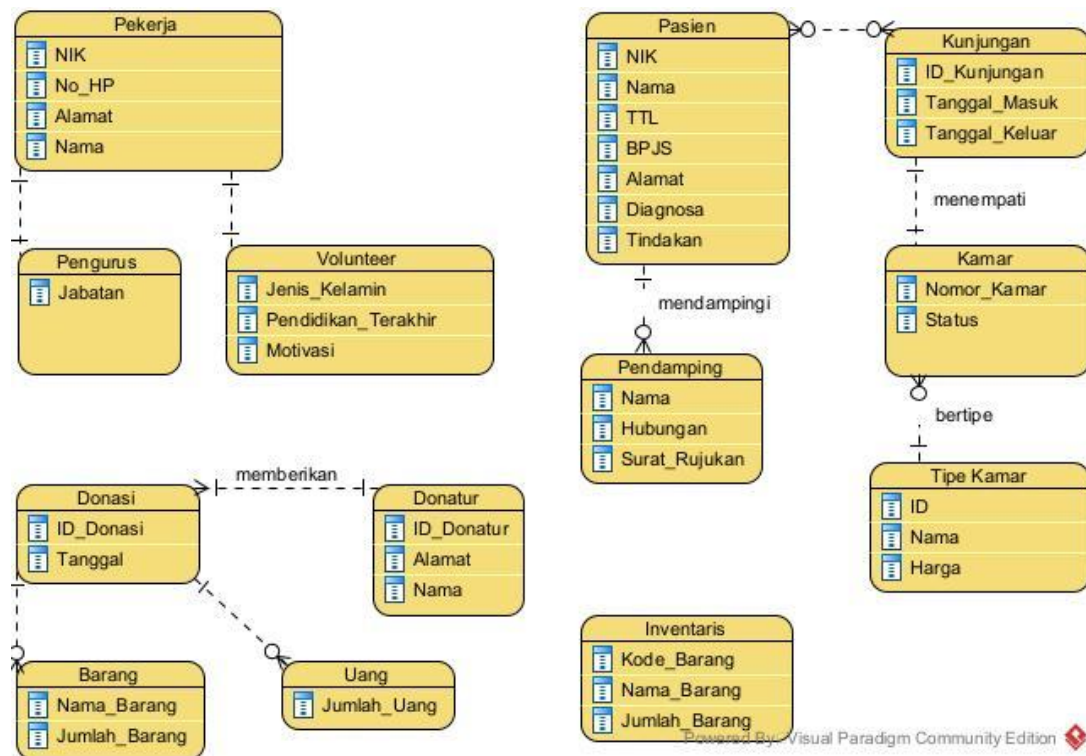 Pekerja
NIK
No_HP
Alamat
Nama
Pengurus
Jabatan
Volunteer
Jenis_Kelamin
Pendidikan_Terakhir
Motivasi
Pasien
NIK
Nama
TTL
BPJS
Alamat
Diagnosa
Tindakan
Kunjungan
ID_Kunjungan
Tanggal_Masuk
Tanggal_Keluar
menempati
Kamar
Nomor_Kamar
Status
mendampingi
Pendamping
Nama
Hubungan
Surat_Rujukan
bertipe
Tipe Kamar
ID
Nama
Harga
memberikan
Donasi
ID_Donasi
Tanggal
Donatur
ID_Donatur
Alamat
Nama
Barang
Nama_Barang
Jumlah_Barang
Uang
Jumlah_Uang
Inventaris
Kode_Barang
Nama_Barang
Jumlah_Barang
Powered By: Visual Paradigm Community Edition